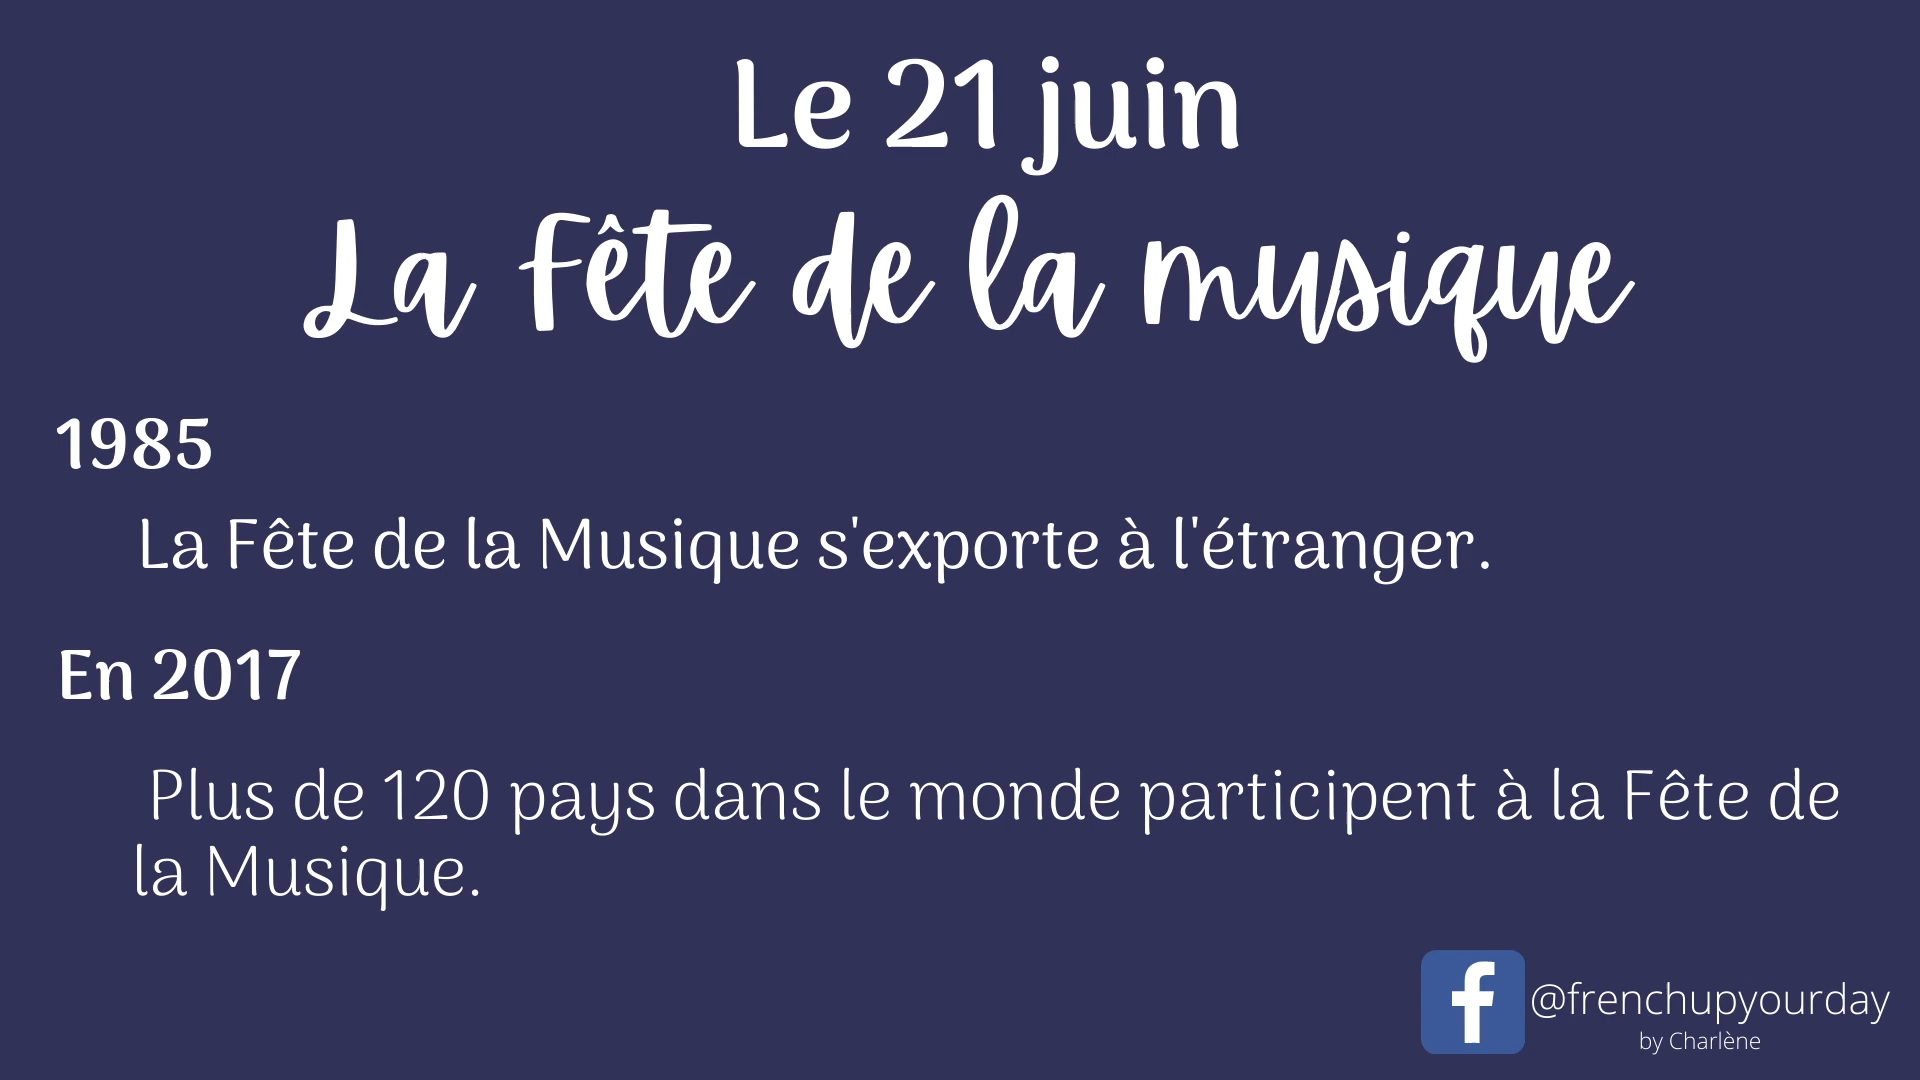 Le 21 juin
La Fête de la musique
1985
La Fête de la Musique s'exporte à l'étranger.
En 2017
Plus de 120 pays dans le monde participent à la Fête de
la Musique.
@frenchupyourday
by Charlène